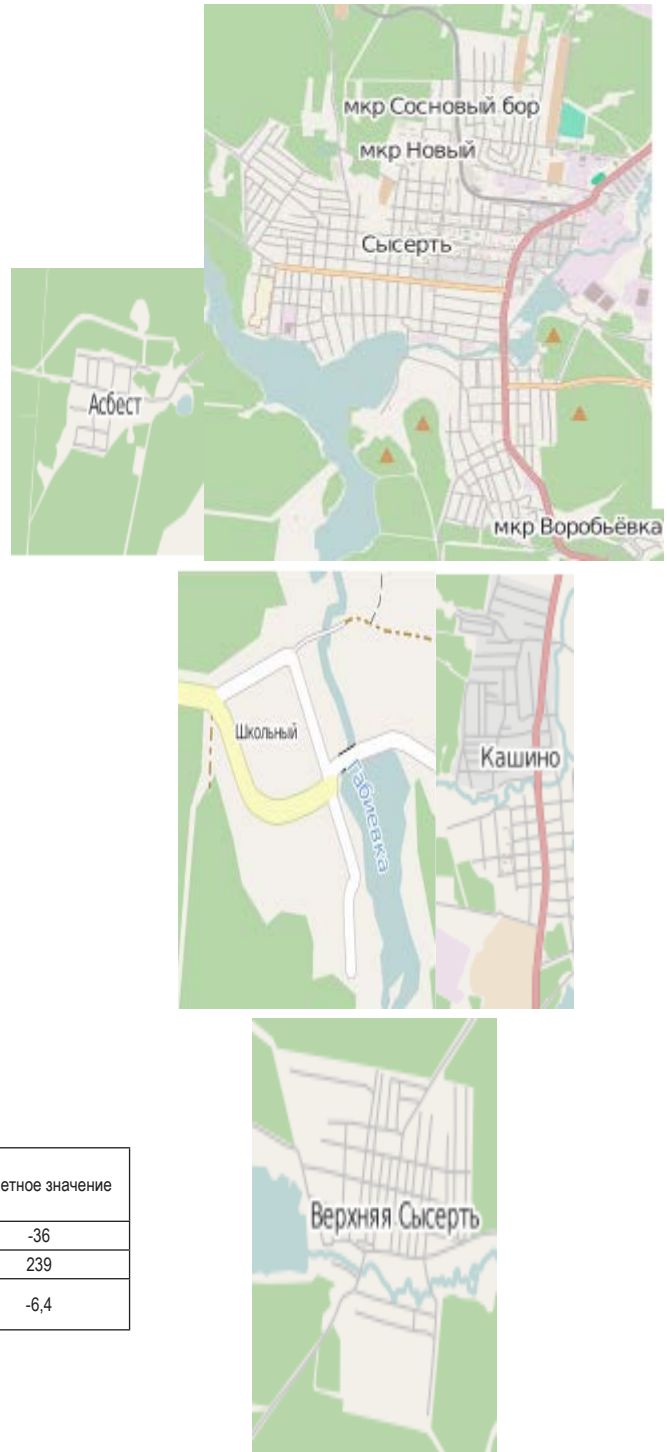 мкр Сосновый бор
мкр Новый
Сысерть
Асбест
мкр Воробьёвка
Школьный
Габиевка
Кашино
етное значение
-36
239
-6,4
Верхняя Сысерть